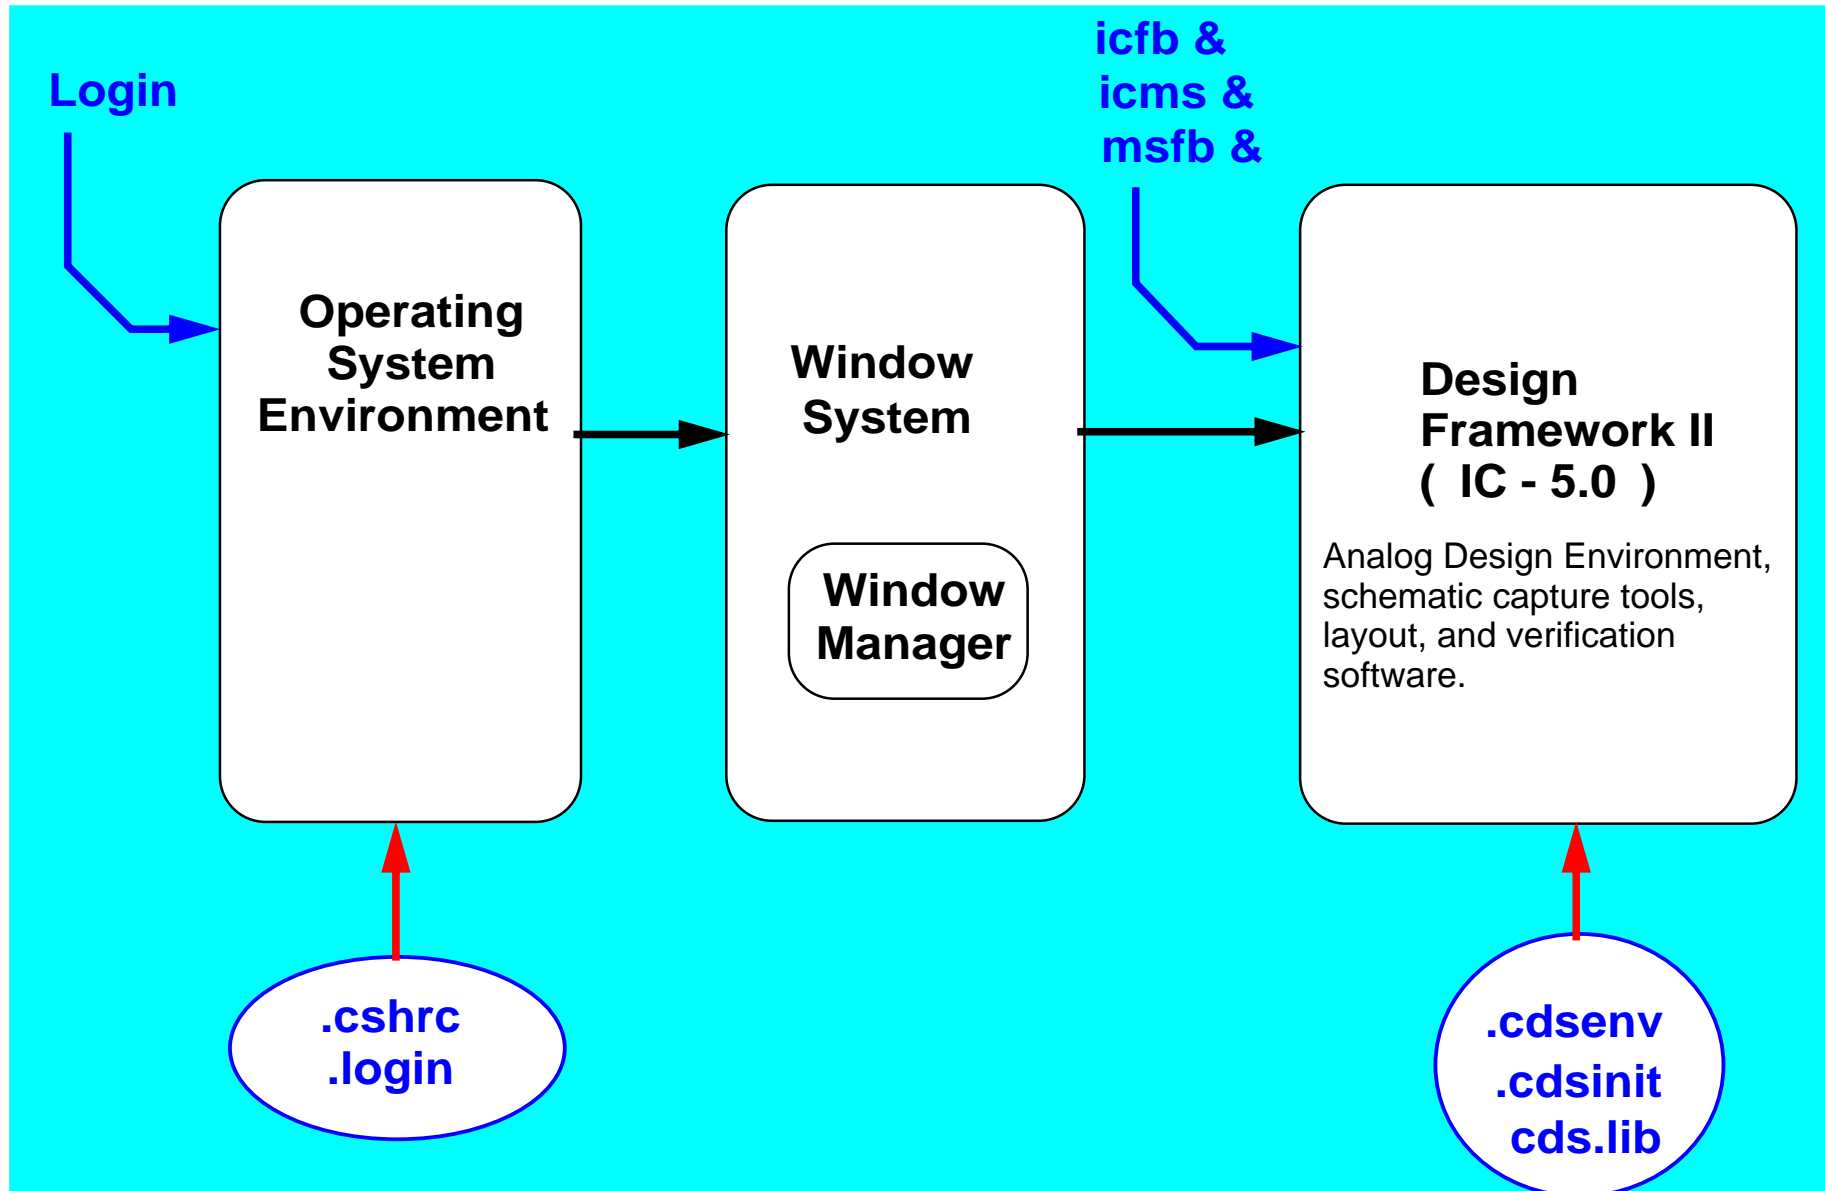 icfb &
icms &
msfb &
Login
Operating
System
Environment
Window
System
Window
Manager
Design
Framework II
( IC - 5.0 )
Analog Design Environment,
schematic capture tools,
layout, and verification
software.
.cshrc
.login
.cdsenv
.cdsinit
cds.lib